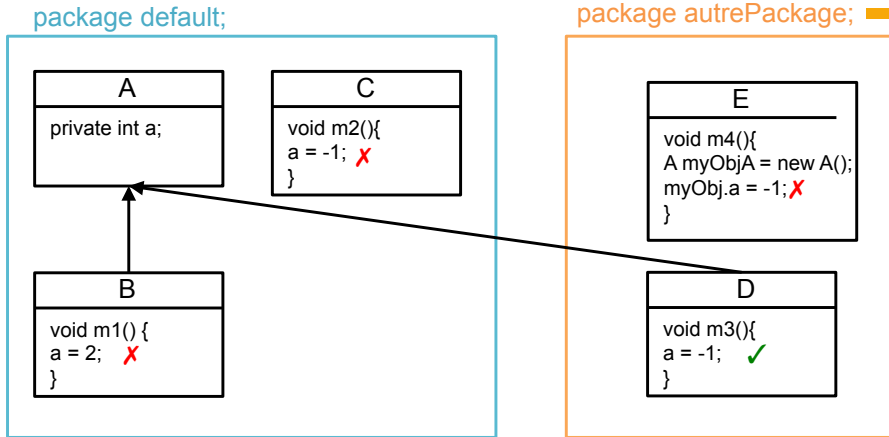 package default;
package autrePackage;
A
private int a;
C
void m2(){
a = -1; ✗
}
E
void m4(){
A myObjA = new A();
myObj.a = -1;✗
}
B
void m1() {
a = 2; ✗
}
D
void m3(){
a = -1; ✓
}